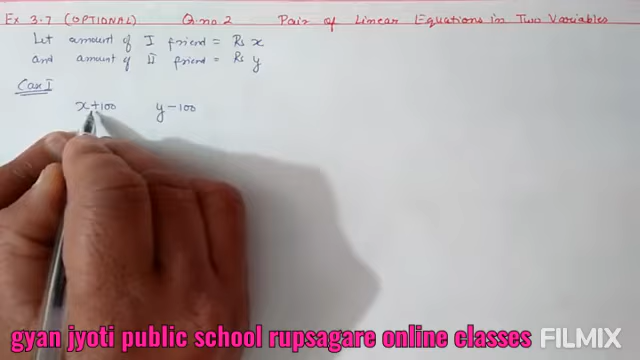 Ex 3.7 (OPTIONAL) Q.no 2 Pair of Linear Equations in Two Variables
Let amount of I friend = Rs x
and amount of II friend = Rs y
Case I
x+100 y-100
gyan jyoti public school rupsagare online classes FILMIX